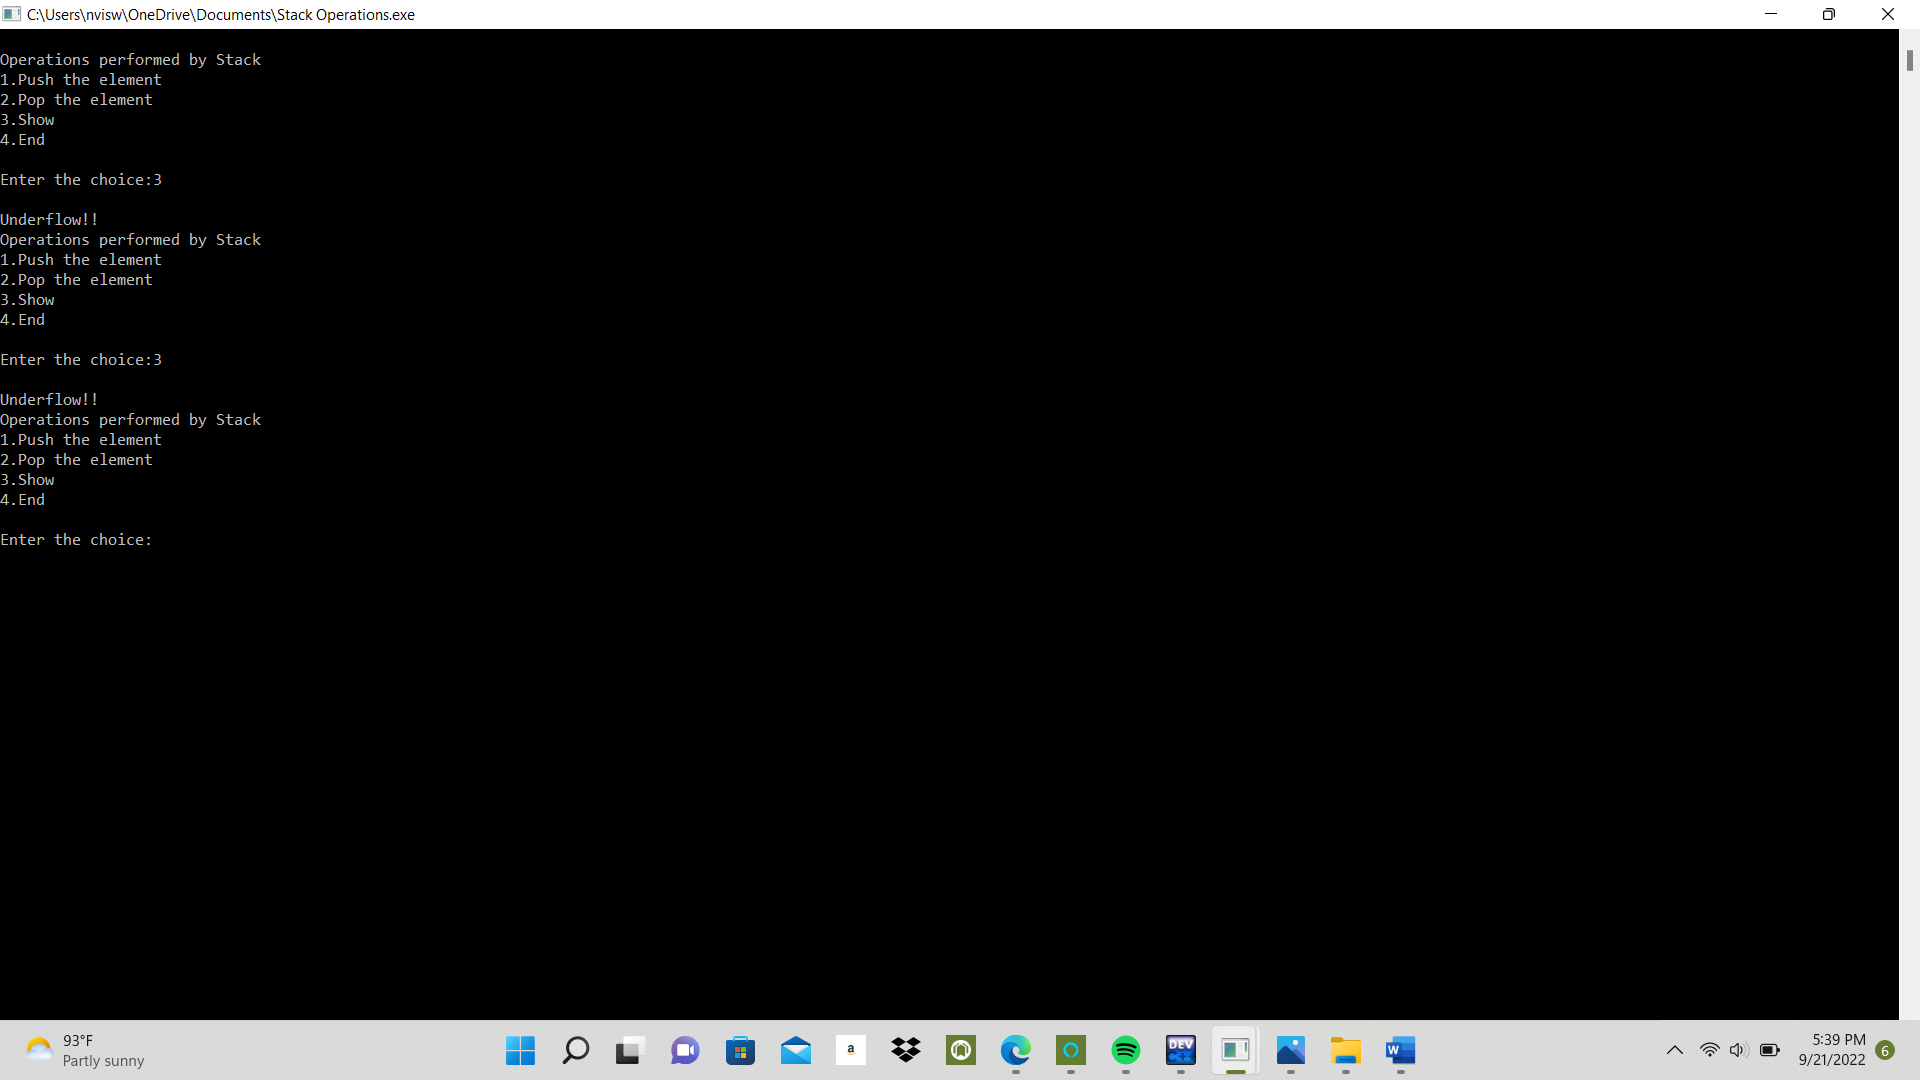 C:\Users\nvisw\OneDrive\Documents\Stack Operations.exe
Operations performed by Stack
1.Push the element
2.Pop the element
3.Show
4.End
Enter the choice:3
Underflow!!
Operations performed by Stack
1.Push the element
2.Pop the element
3.Show
4.End
Enter the choice:3
Underflow!!
Operations performed by Stack
1.Push the element
2.Pop the element
3.Show
4.End
Enter the choice:
93°F
Partly sunny
a
DEV
C++
W
5:39 PM
9/21/2022
6